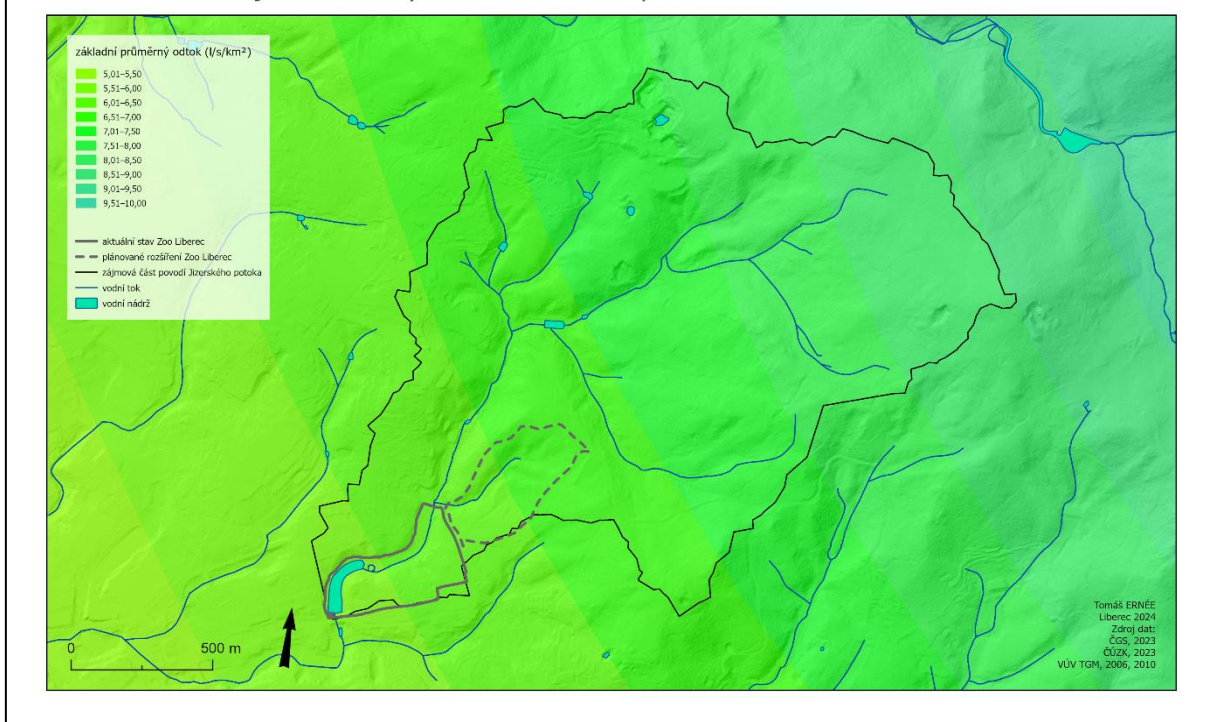 základní průměrný odtok (l/s/km²)
5,01–5,50
5,51–6,00
6,01–6,50
6,51–7,00
7,01–7,50
7,51–8,00
8,01–8,50
8,51–9,00
9,01–9,50
9,51–10,00
aktuální stav Zoo Liberec
plánované rozšíření Zoo Liberec
zájmová část povodí Jizerského potoka
vodní tok
vodní nádrž
0 500 m
Tomáš ERNÉE
Liberec 2024
Zdroj dat:
ČGS, 2023
ČÚZK, 2023
VÚV TGM, 2006, 2010